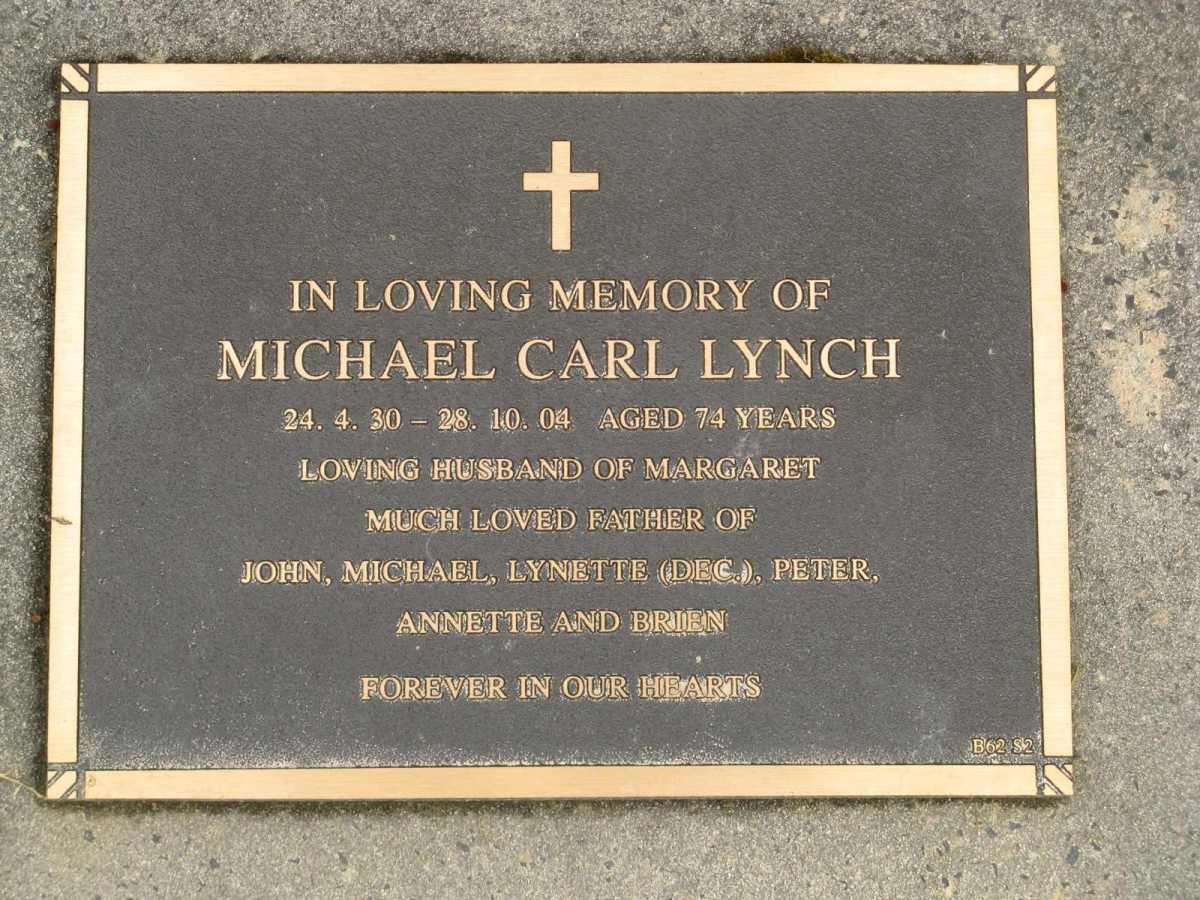 IN LOVING MEMORY OF
MICHAEL CARL LYNCH
24. 4. 30 – 28. 10. 04 AGED 74 YEARS
LOVING HUSBAND OF MARGARET
MUCH LOVED FATHER OF
JOHN, MICHAEL, LYNETTE (DEC.), PETER,
ANNETTE AND BRIEN
FOREVER IN OUR HEARTS
B62 S2